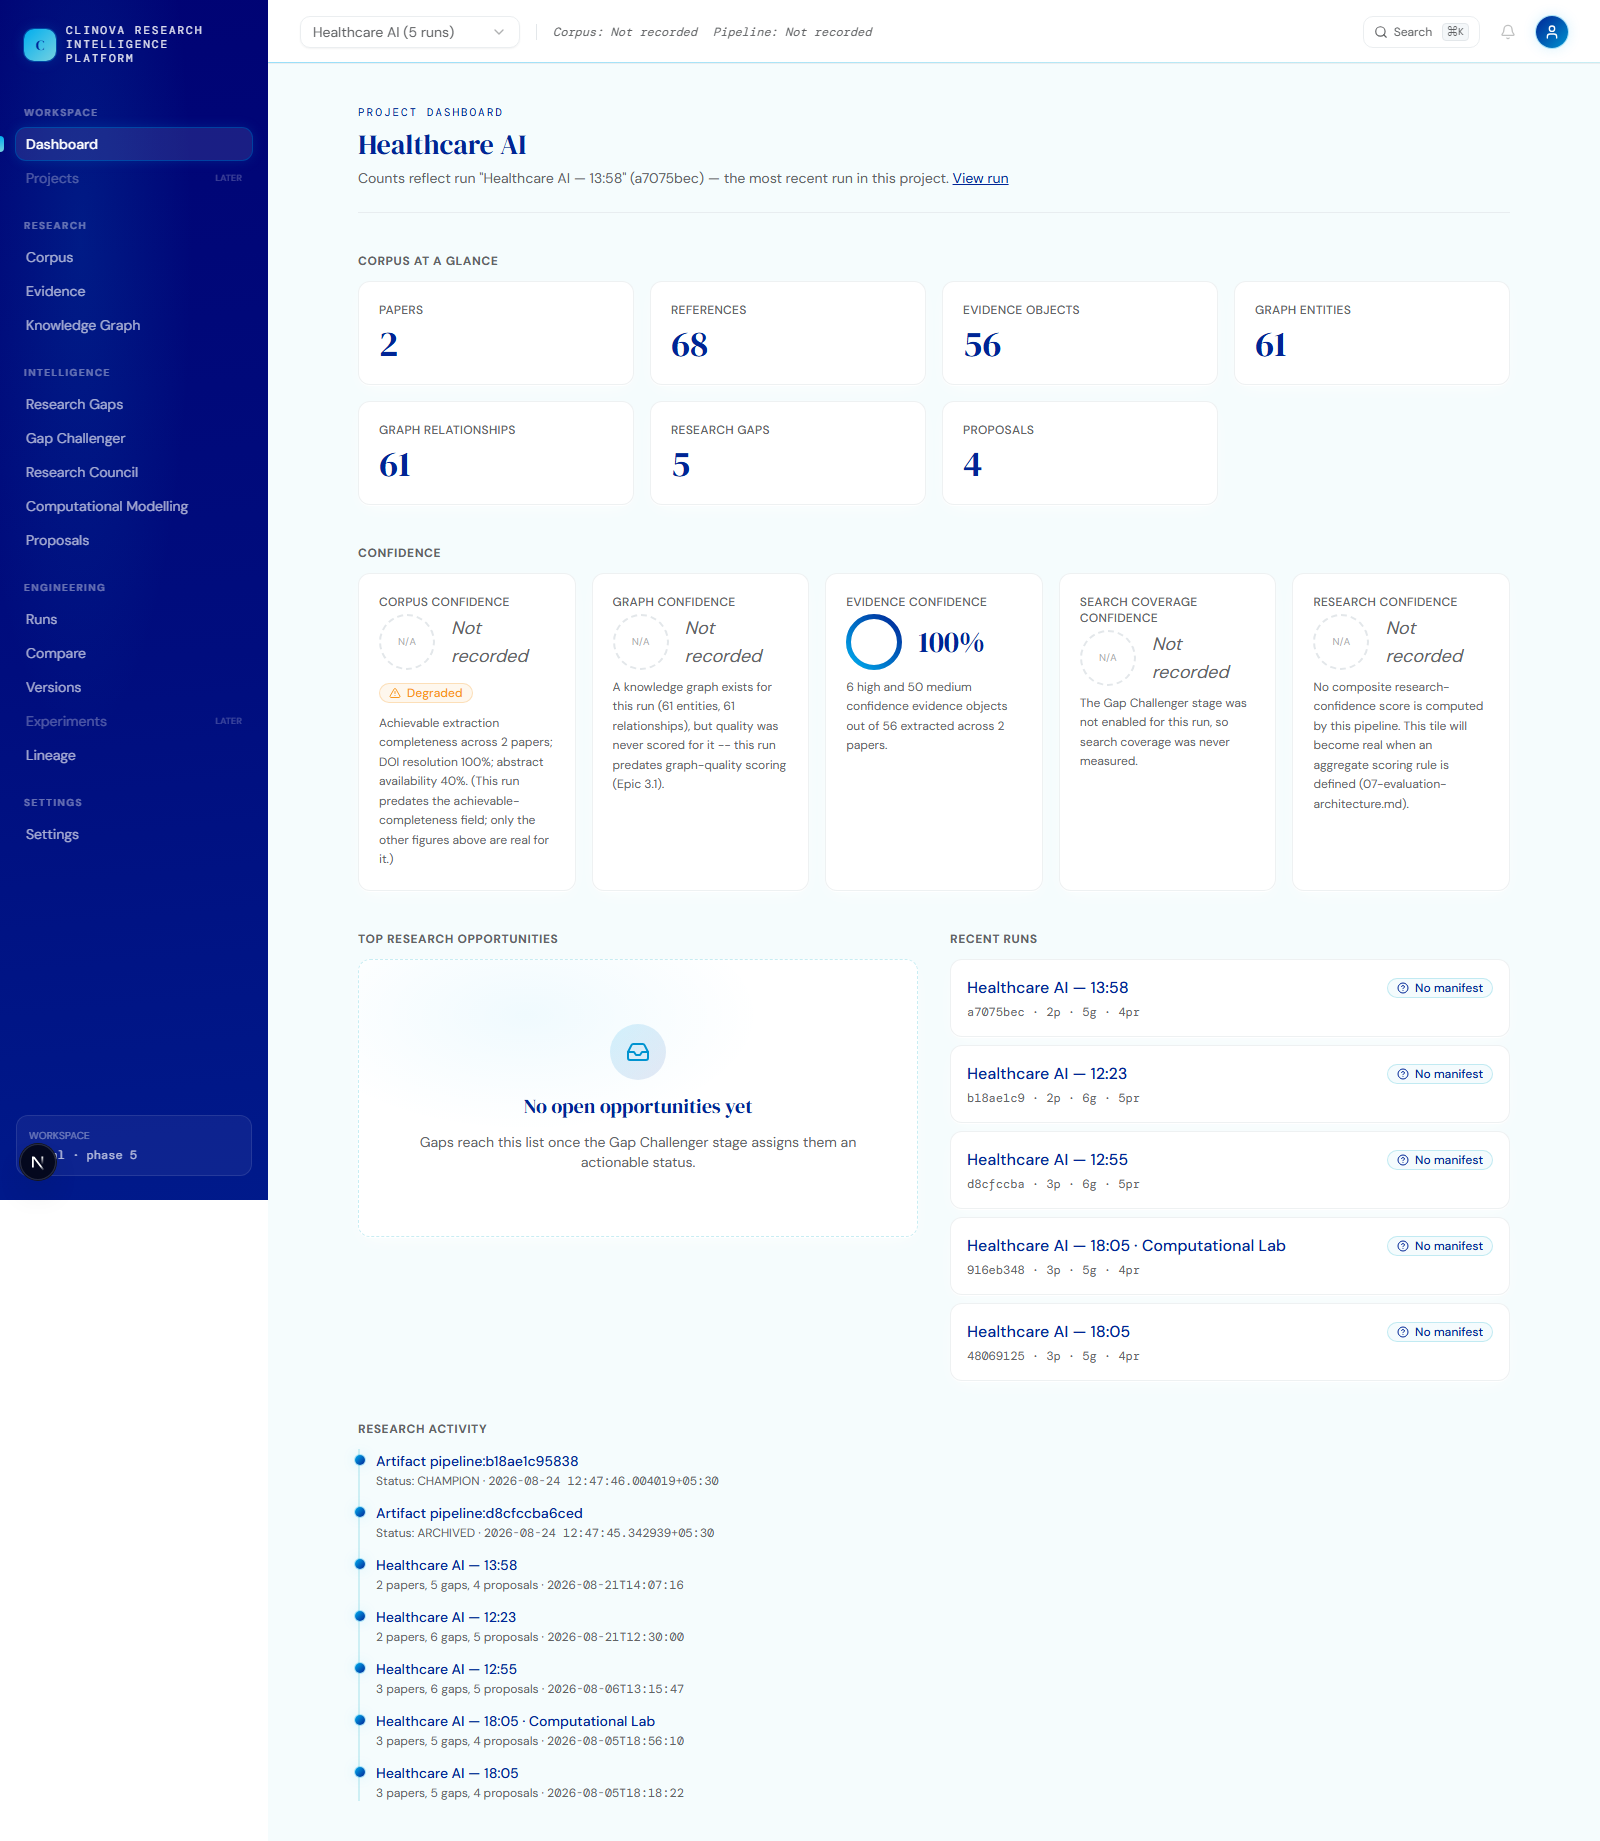 C
CLINOVA RESEARCH
INTELLIGENCE
PLATFORM
WORKSPACE
Dashboard
Projects LATER
RESEARCH
Corpus
Evidence
Knowledge Graph
INTELLIGENCE
Research Gaps
Gap Challenger
Research Council
Computational Modelling
Proposals
ENGINEERING
Runs
Compare
Versions
Experiments LATER
Lineage
SETTINGS
Settings
WORKSPACE
N · phase 5
Healthcare AI (5 runs)
Corpus: Not recorded Pipeline: Not recorded
Search ⌘K
PROJECT DASHBOARD
Healthcare AI
Counts reflect run "Healthcare AI — 13:58" (a7075bec) — the most recent run in this project. View run
CORPUS AT A GLANCE
PAPERS
2
REFERENCES
68
EVIDENCE OBJECTS
56
GRAPH ENTITIES
61
GRAPH RELATIONSHIPS
61
RESEARCH GAPS
5
PROPOSALS
4
CONFIDENCE
CORPUS CONFIDENCE
N/A
Not
recorded
Degraded
Achievable extraction
completeness across 2 papers;
DOI resolution 100%; abstract
availability 40%. (This run
predates the achievable-
completeness field; only the
other figures above are real for
it.)
GRAPH CONFIDENCE
N/A
Not
recorded
A knowledge graph exists for
this run (61 entities, 61
relationships), but quality was
never scored for it -- this run
predates graph-quality scoring
(Epic 3.1).
EVIDENCE CONFIDENCE
100%
6 high and 50 medium
confidence evidence objects
out of 56 extracted across 2
papers.
SEARCH COVERAGE
CONFIDENCE
N/A
Not
recorded
The Gap Challenger stage was
not enabled for this run, so
search coverage was never
measured.
RESEARCH CONFIDENCE
N/A
Not
recorded
No composite research-
confidence score is computed
by this pipeline. This tile will
become real when an
aggregate scoring rule is
defined (07-evaluation-
architecture.md).
TOP RESEARCH OPPORTUNITIES
No open opportunities yet
Gaps reach this list once the Gap Challenger stage assigns them an
actionable status.
RECENT RUNS
Healthcare AI — 13:58
No manifest
a7075bec · 2p · 5g · 4pr
Healthcare AI — 12:23
No manifest
b18ae1c9 · 2p · 6g · 5pr
Healthcare AI — 12:55
No manifest
d8cfccba · 3p · 6g · 5pr
Healthcare AI — 18:05 · Computational Lab
No manifest
916eb348 · 3p · 5g · 4pr
Healthcare AI — 18:05
No manifest
48069125 · 3p · 5g · 4pr
RESEARCH ACTIVITY
Artifact pipeline:b18ae1c95838
Status: CHAMPION · 2026-08-24 12:47:46.004019+05:30
Artifact pipeline:d8cfccba6ced
Status: ARCHIVED · 2026-08-24 12:47:45.342939+05:30
Healthcare AI — 13:58
2 papers, 5 gaps, 4 proposals · 2026-08-21T14:07:16
Healthcare AI — 12:23
2 papers, 6 gaps, 5 proposals · 2026-08-21T12:30:00
Healthcare AI — 12:55
3 papers, 6 gaps, 5 proposals · 2026-08-06T13:15:47
Healthcare AI — 18:05 · Computational Lab
3 papers, 5 gaps, 4 proposals · 2026-08-05T18:56:10
Healthcare AI — 18:05
3 papers, 5 gaps, 4 proposals · 2026-08-05T18:18:22